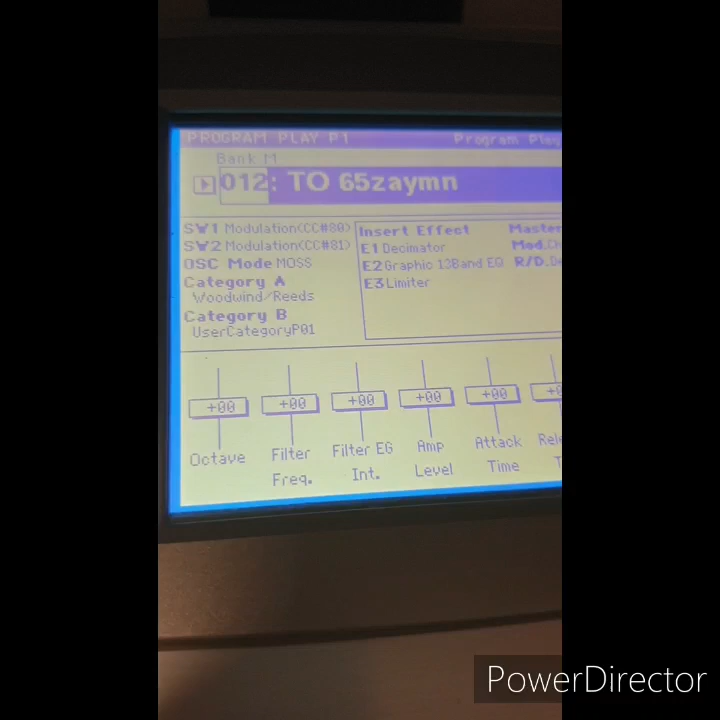 PROGRAM PLAY P1 Program Play
Bank M
012: TO 65zaymn
SW1 Modulation(CC#80)
SW2 Modulation(CC#81)
OSC Mode MOSS
Category A
Woodwind/Reeds
Category B
UserCategoryP01
Insert Effect Master
E1 Decimator Mod.
E2 Graphic 13Band EQ R/D.
E3 Limiter
+00 +00 +00 +00 +00
Octave Filter Freq. Filter EG Int. Amp Level Attack Time
PowerDirector